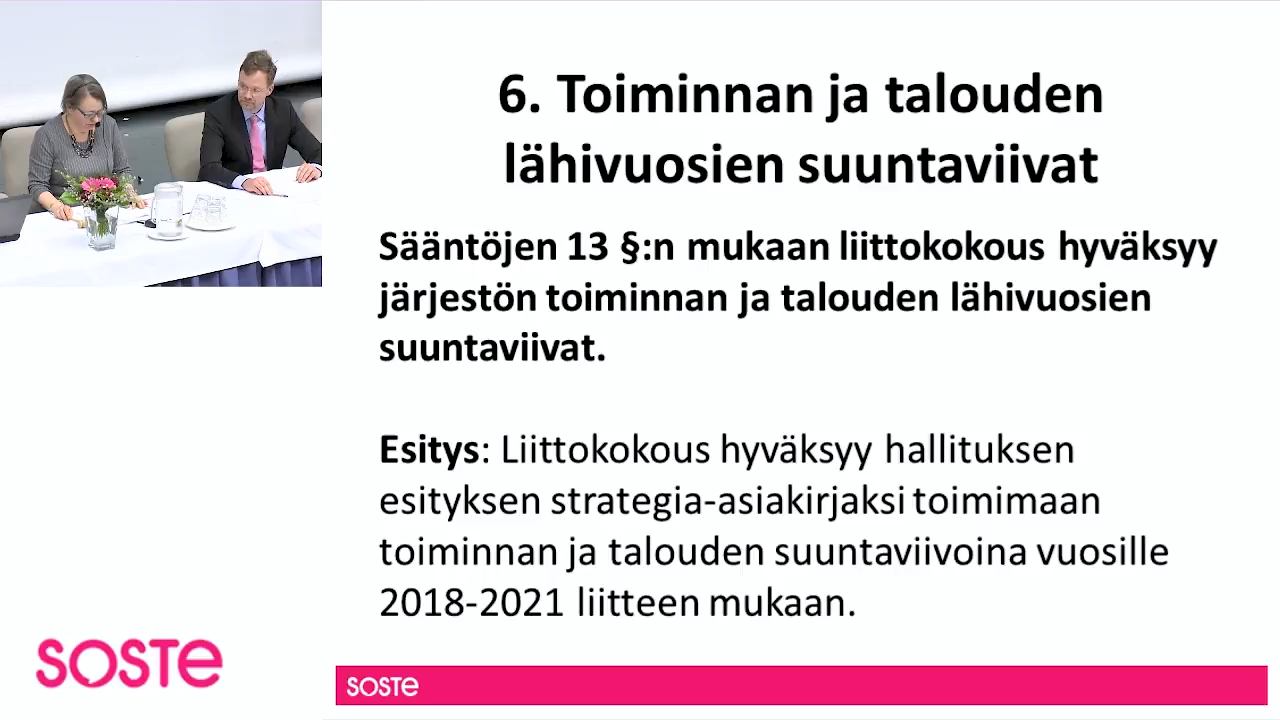 6. Toiminnan ja talouden
lähivuosien suuntaviivat
Sääntöjen 13 §:n mukaan liittokokous hyväksyy
järjestön toiminnan ja talouden lähivuosien
suuntaviivat.
Esitys: Liittokokous hyväksyy hallituksen
esityksen strategia-asiakirjaksi toimimaan
toiminnan ja talouden suuntaviivoina vuosille
2018-2021 liitteen mukaan.
SOSTE
SOSTE